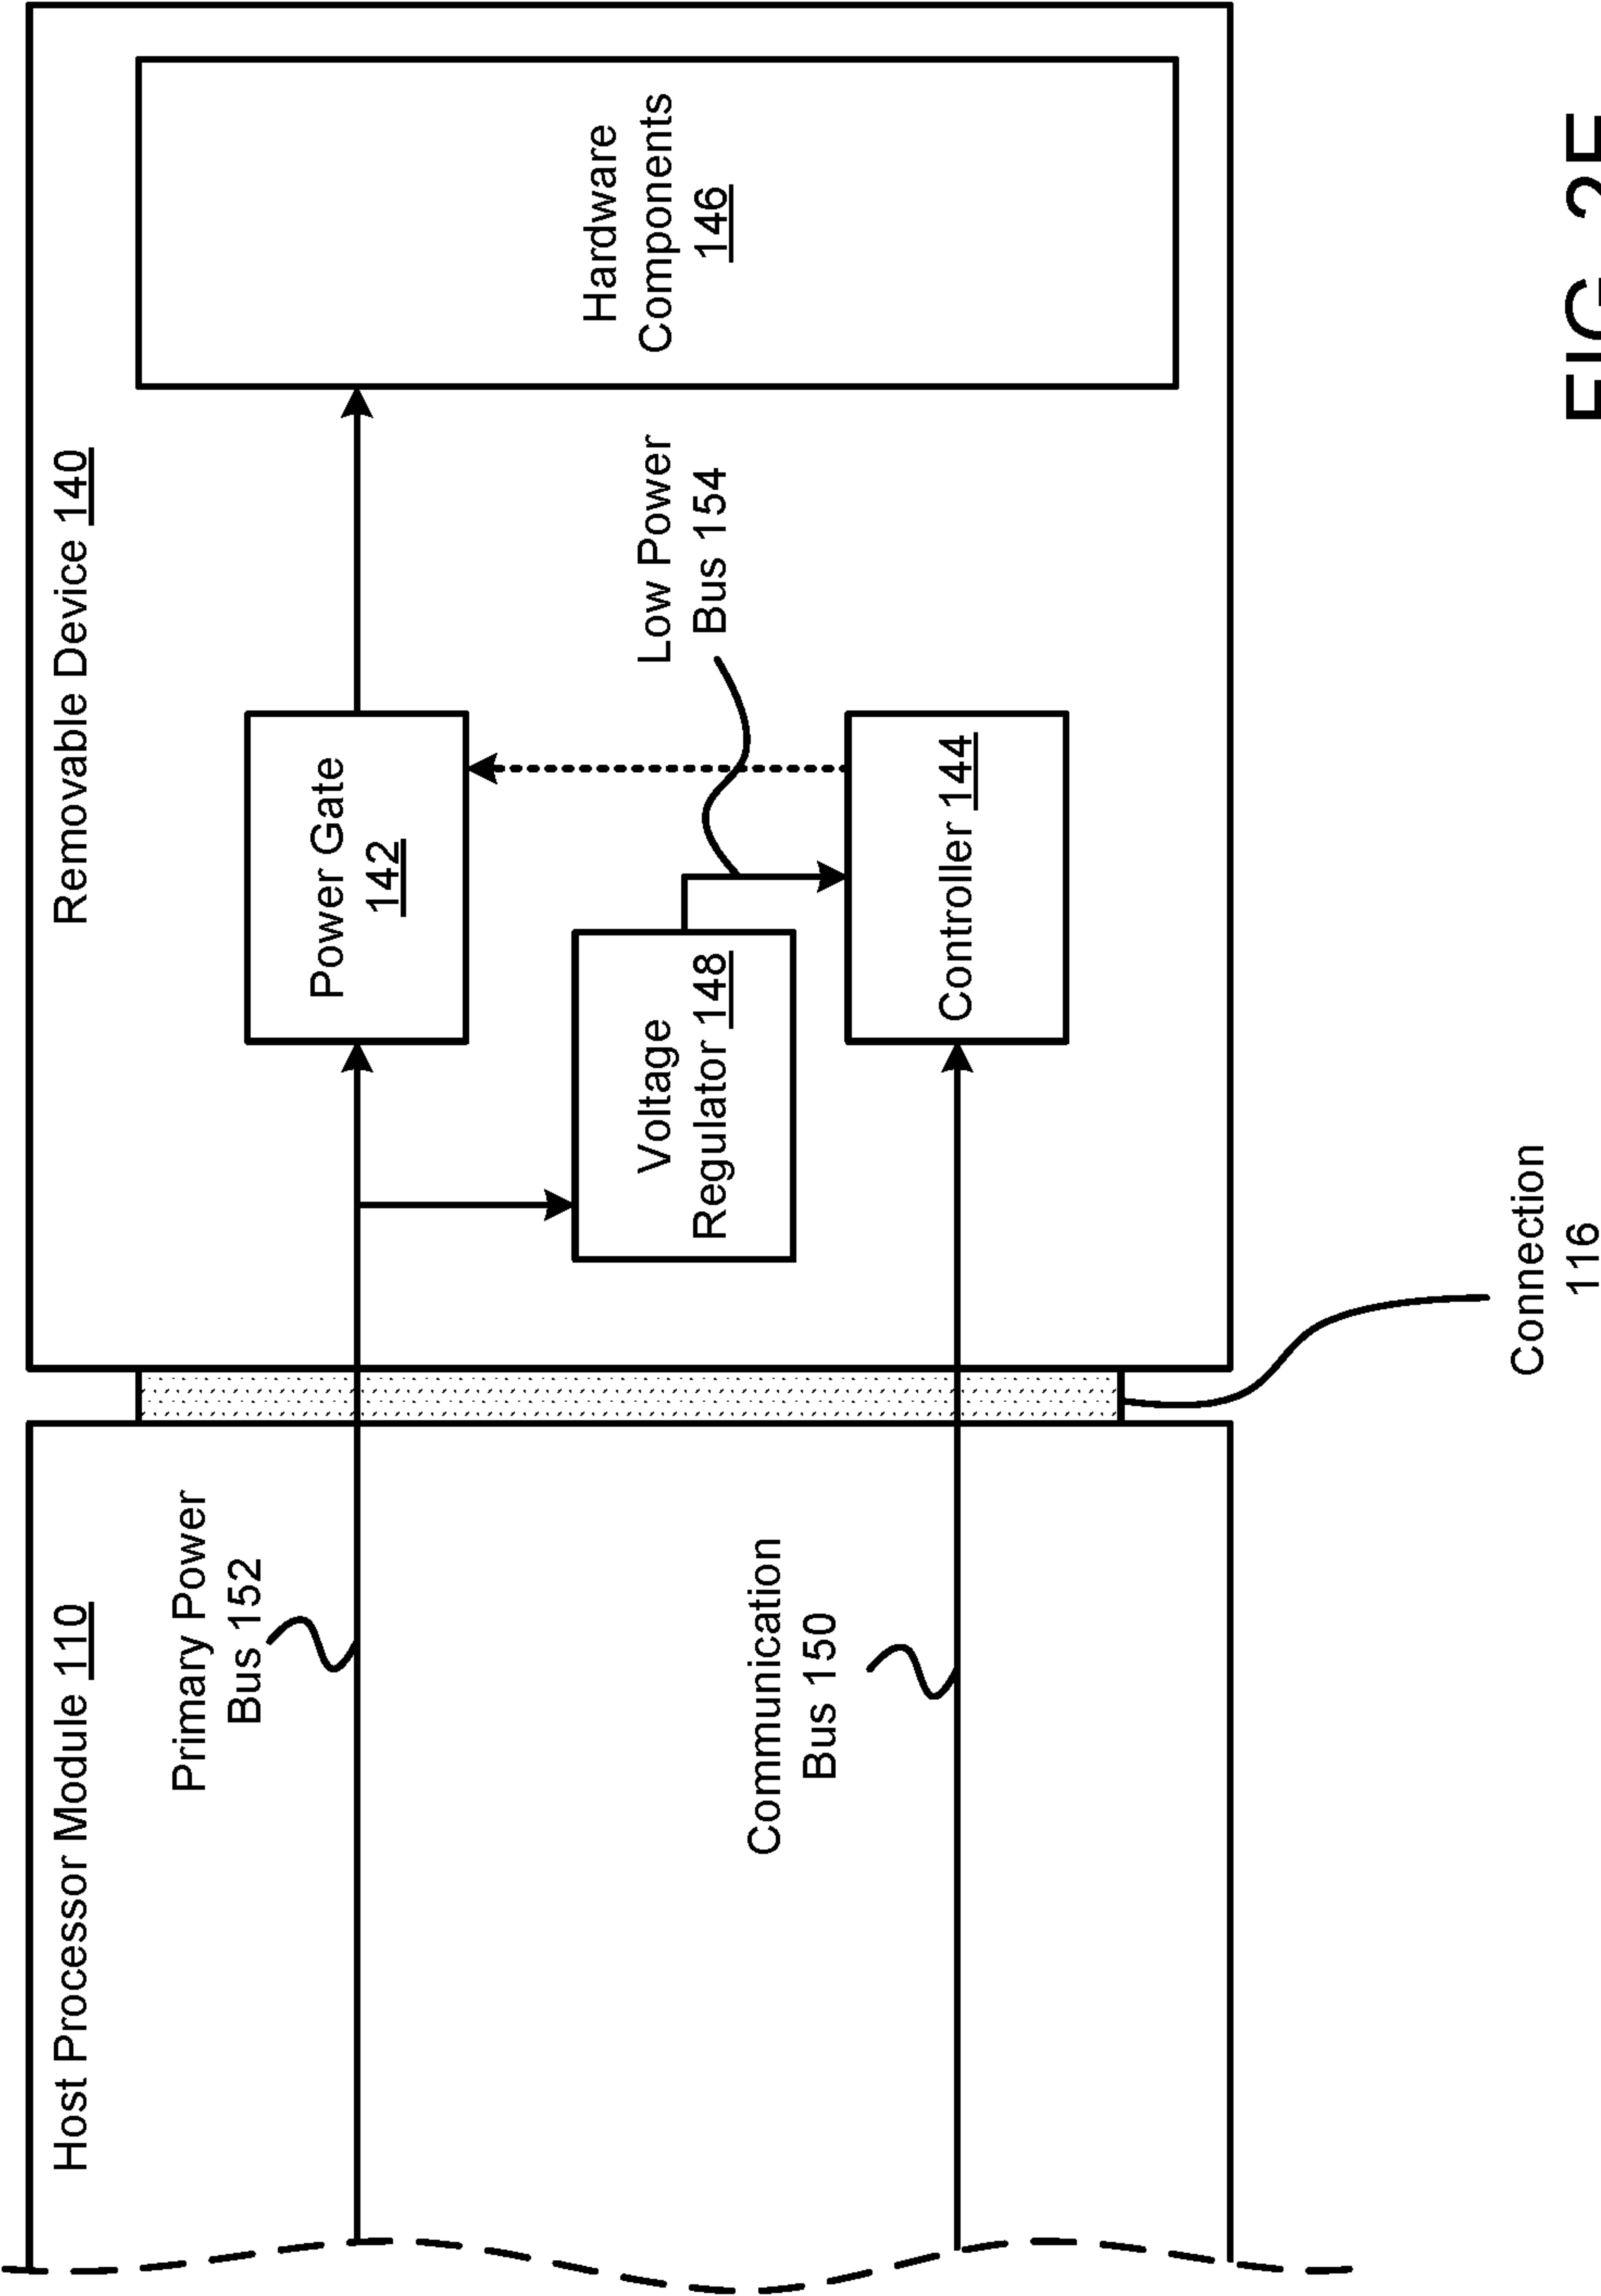 Host Processor Module 110
Primary Power
Bus 152
Communication
Bus 150
Connection
116
Removable Device 140
Power Gate
142
Voltage
Regulator 148
Controller 144
Low Power
Bus 154
Hardware
Components
146